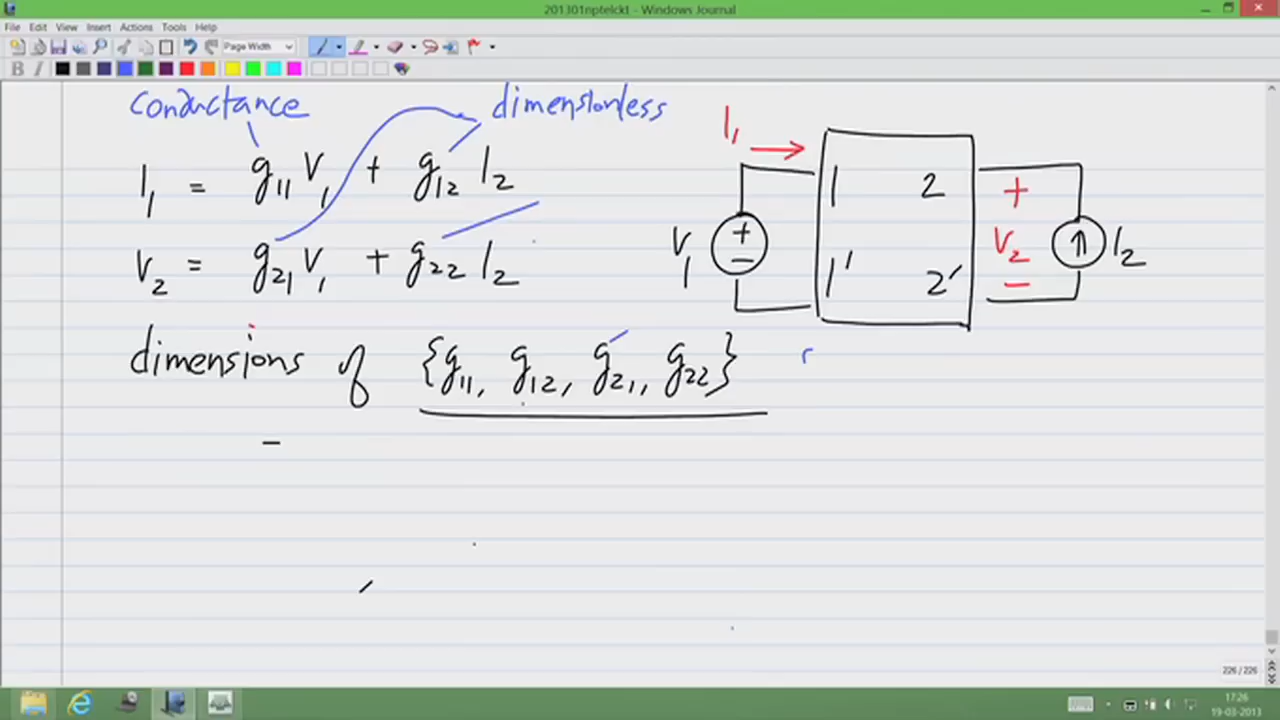 201301nptelckt - Windows Journal
File Edit View Insert Actions Tools Help
Page Width
B I
conductance dimensionless
I1 = g11 V1 + g12 I2
V2 = g21 V1 + g22 I2
dimensions of {g11, g12, g21, g22}
I1
V1 + −
1 2
1' 2'
+
V2
−
I2
226 / 226
17:26
19-03-2013